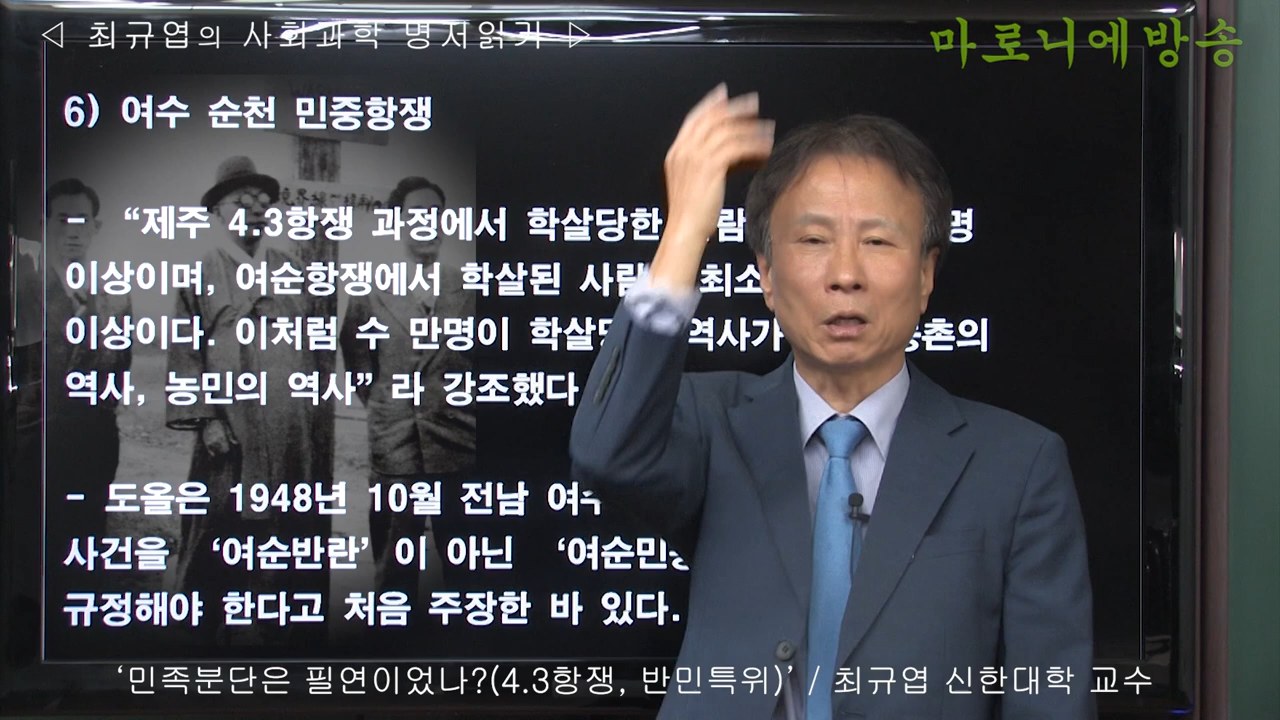 ◁ 최규엽의 사회과학 명저읽기 ▷
마로니에방송
6) 여수 순천 민중항쟁
- “제주 4.3항쟁 과정에서 학살당한 명
이상이며, 여순항쟁에서 학살된 최소
이상이다. 이처럼 수 만명이 역사가
역사, 농민의 역사” 라 강조했다
- 도올은 1948년 10월 전남
사건을 ‘여순반란’ 이 아닌
규정해야 한다고 처음 주장한 바 있다.
‘민족분단은 필연이었나?(4.3항쟁, 반민특위)’ / 최규엽 신한대학 교수